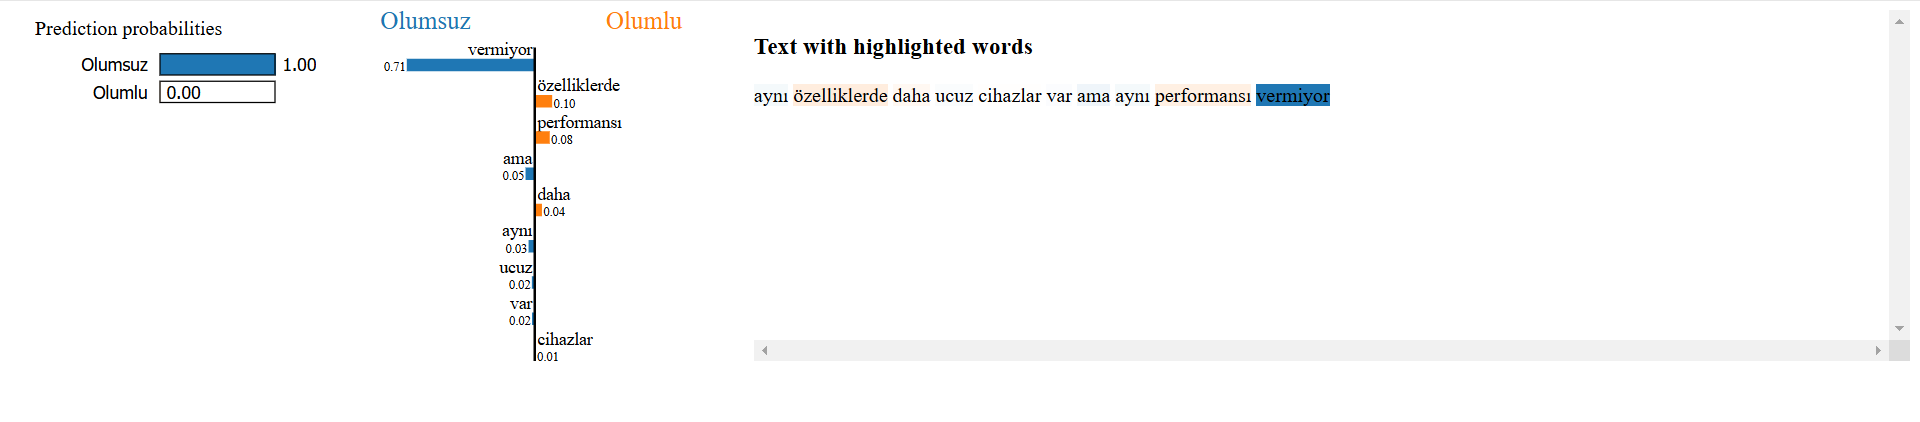 Prediction probabilities
Olumsuz 1.00
Olumlu 0.00
Olumsuz Olumlu
vermiyor
0.71
özelliklerde
0.10
performansı
0.08
ama
0.05
daha
0.04
aynı
0.03
ucuz
0.02
var
0.02
cihazlar
0.01
Text with highlighted words
aynı özelliklerde daha ucuz cihazlar var ama aynı performansı vermiyor